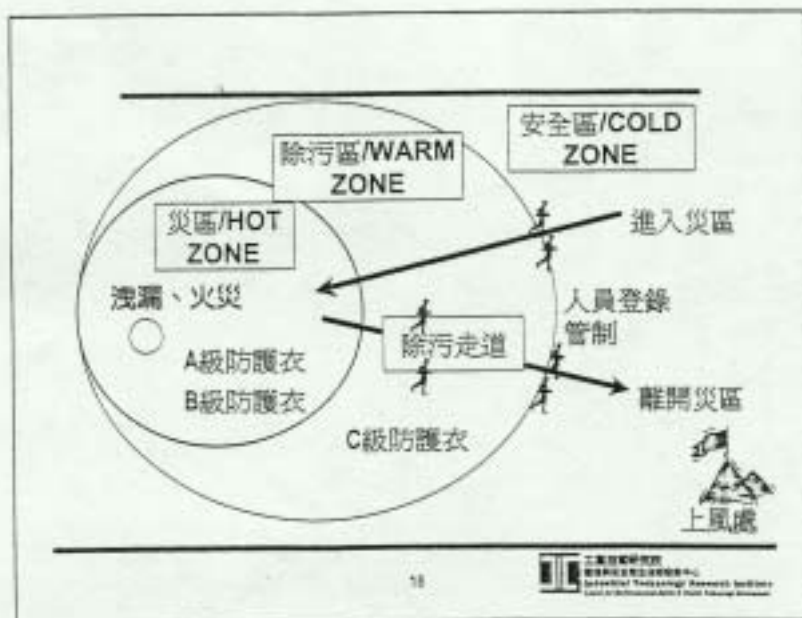 安全區/COLD
ZONE
除污區/WARM
ZONE
災區/HOT
ZONE
進入災區
洩漏、火災
人員登錄
管制
除污走道
A級防護衣
B級防護衣
離開災區
C級防護衣
上風處
18
工業技術研究院
Industrial Technology Research Institute